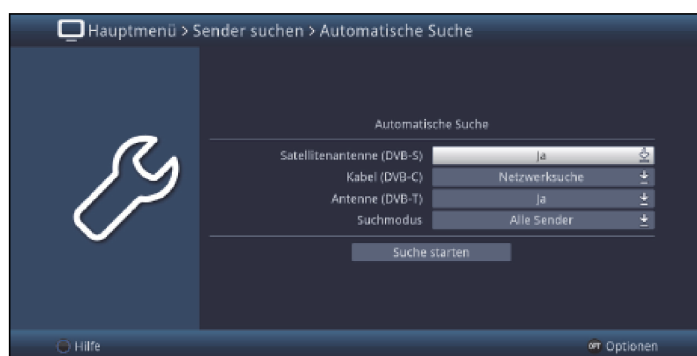 Hauptmenü > Sender suchen > Automatische Suche
Automatische Suche
Satellitenantenne (DVB-S) Ja
Kabel (DVB-C) Netzwerksuche
Antenne (DVB-T) Ja
Suchmodus Alle Sender
Suche starten
Hilfe OPT Optionen